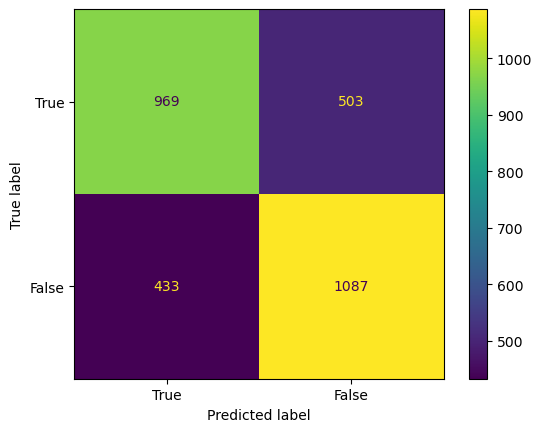 True
969
503
True label
False
433
1087
True
False
Predicted label
1000
900
800
700
600
500